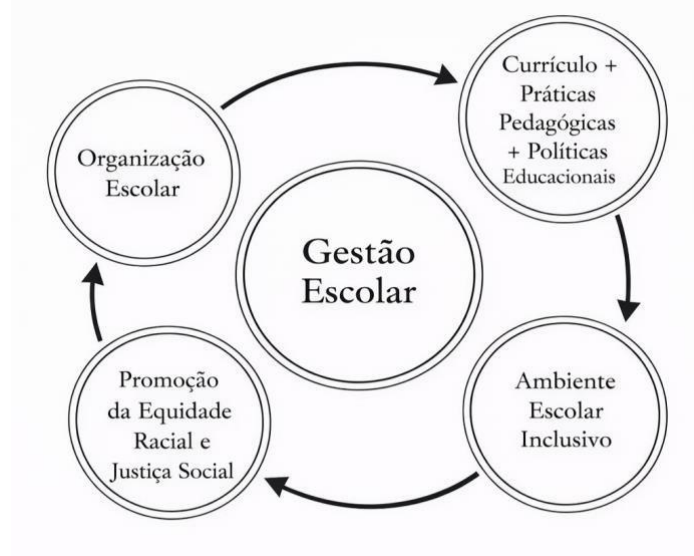 Organização
Escolar
Currículo +
Práticas
Pedagógicas
+ Políticas
Educacionais
Gestão
Escolar
Promoção
da Equidade
Racial e
Justiça Social
Ambiente
Escolar
Inclusivo